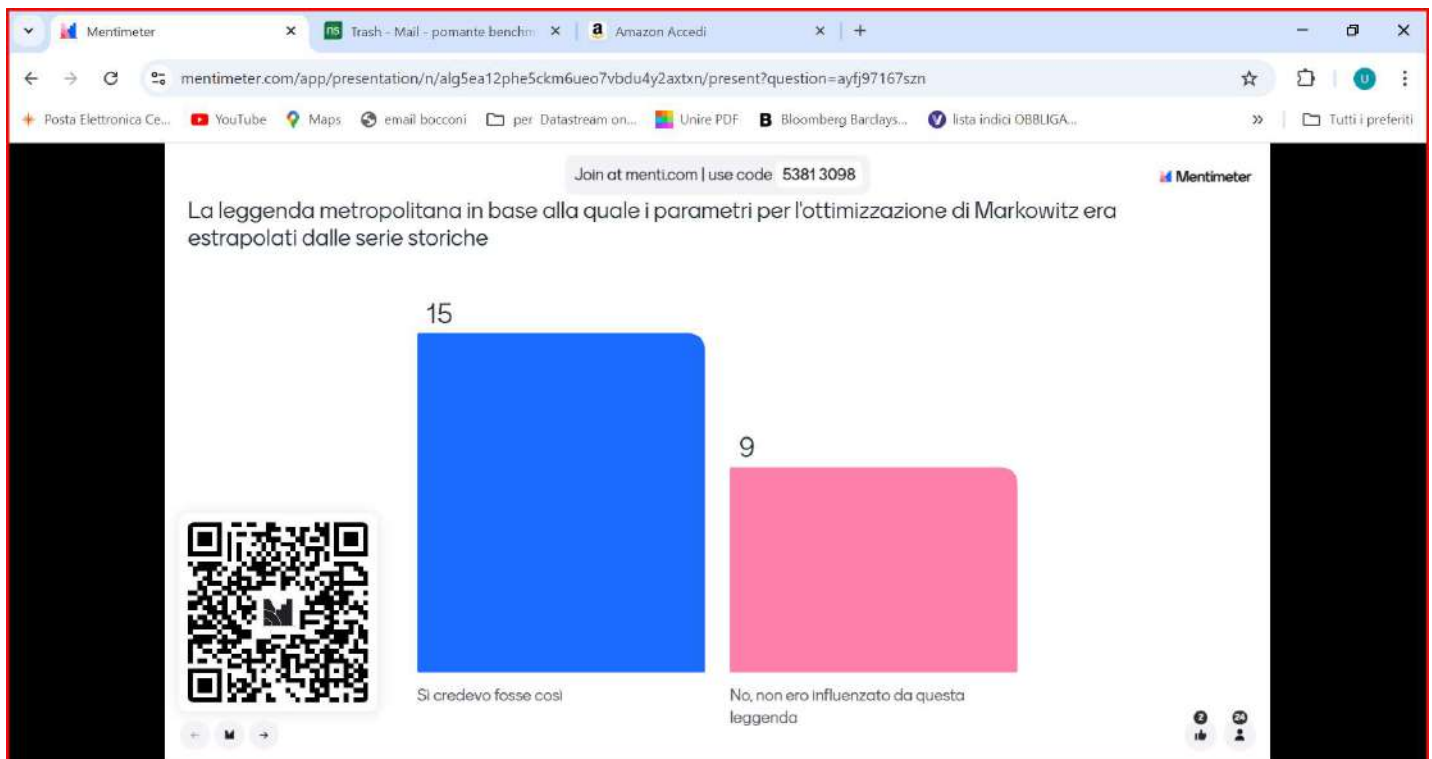 Mentimeter
Trash - Mail - pomante benchm
Amazon Accedi
mentimeter.com/app/presentation/n/alg5ea12phe5ckm6ueo7vbdu4y2axtxn/present?question=ayfj97167szn
U
Posta Elettronica Ce...
YouTube
Maps
email bocconi
per Datastream on...
Unire PDF
Bloomberg Barclays...
lista indici OBBLIGA...
Tutti i preferiti
Join at menti.com | use code 5381 3098
Mentimeter
La leggenda metropolitana in base alla quale i parametri per l'ottimizzazione di Markowitz era
estrapolati dalle serie storiche
15
9
Sì credevo fosse così
No, non ero influenzato da questa
leggenda
2
24